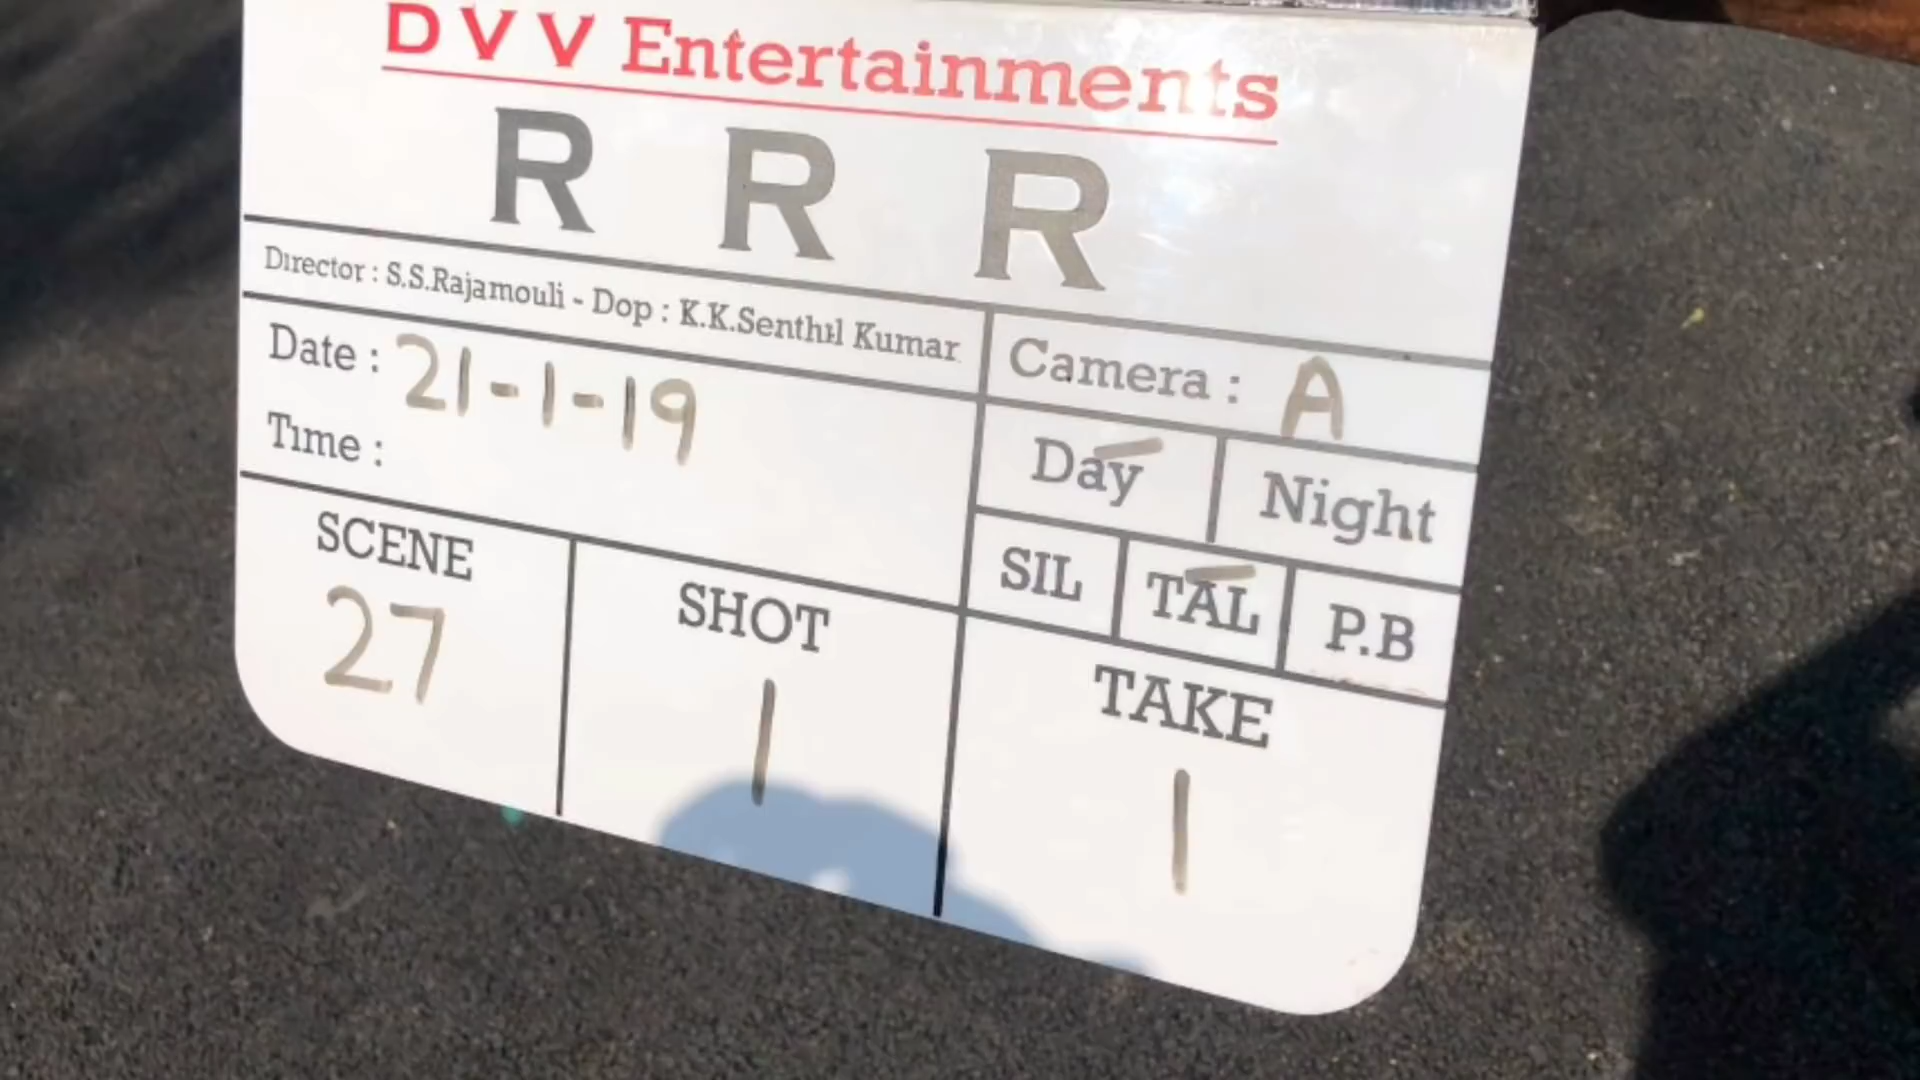 DVV Entertainments
R R R
Director : S.S.Rajamouli - Dop : K.K.Senthil Kumar
Camera : A
Date : 21-1-19
Time :
Day Night
SIL TAL P.B
SCENE SHOT TAKE
27 1 1